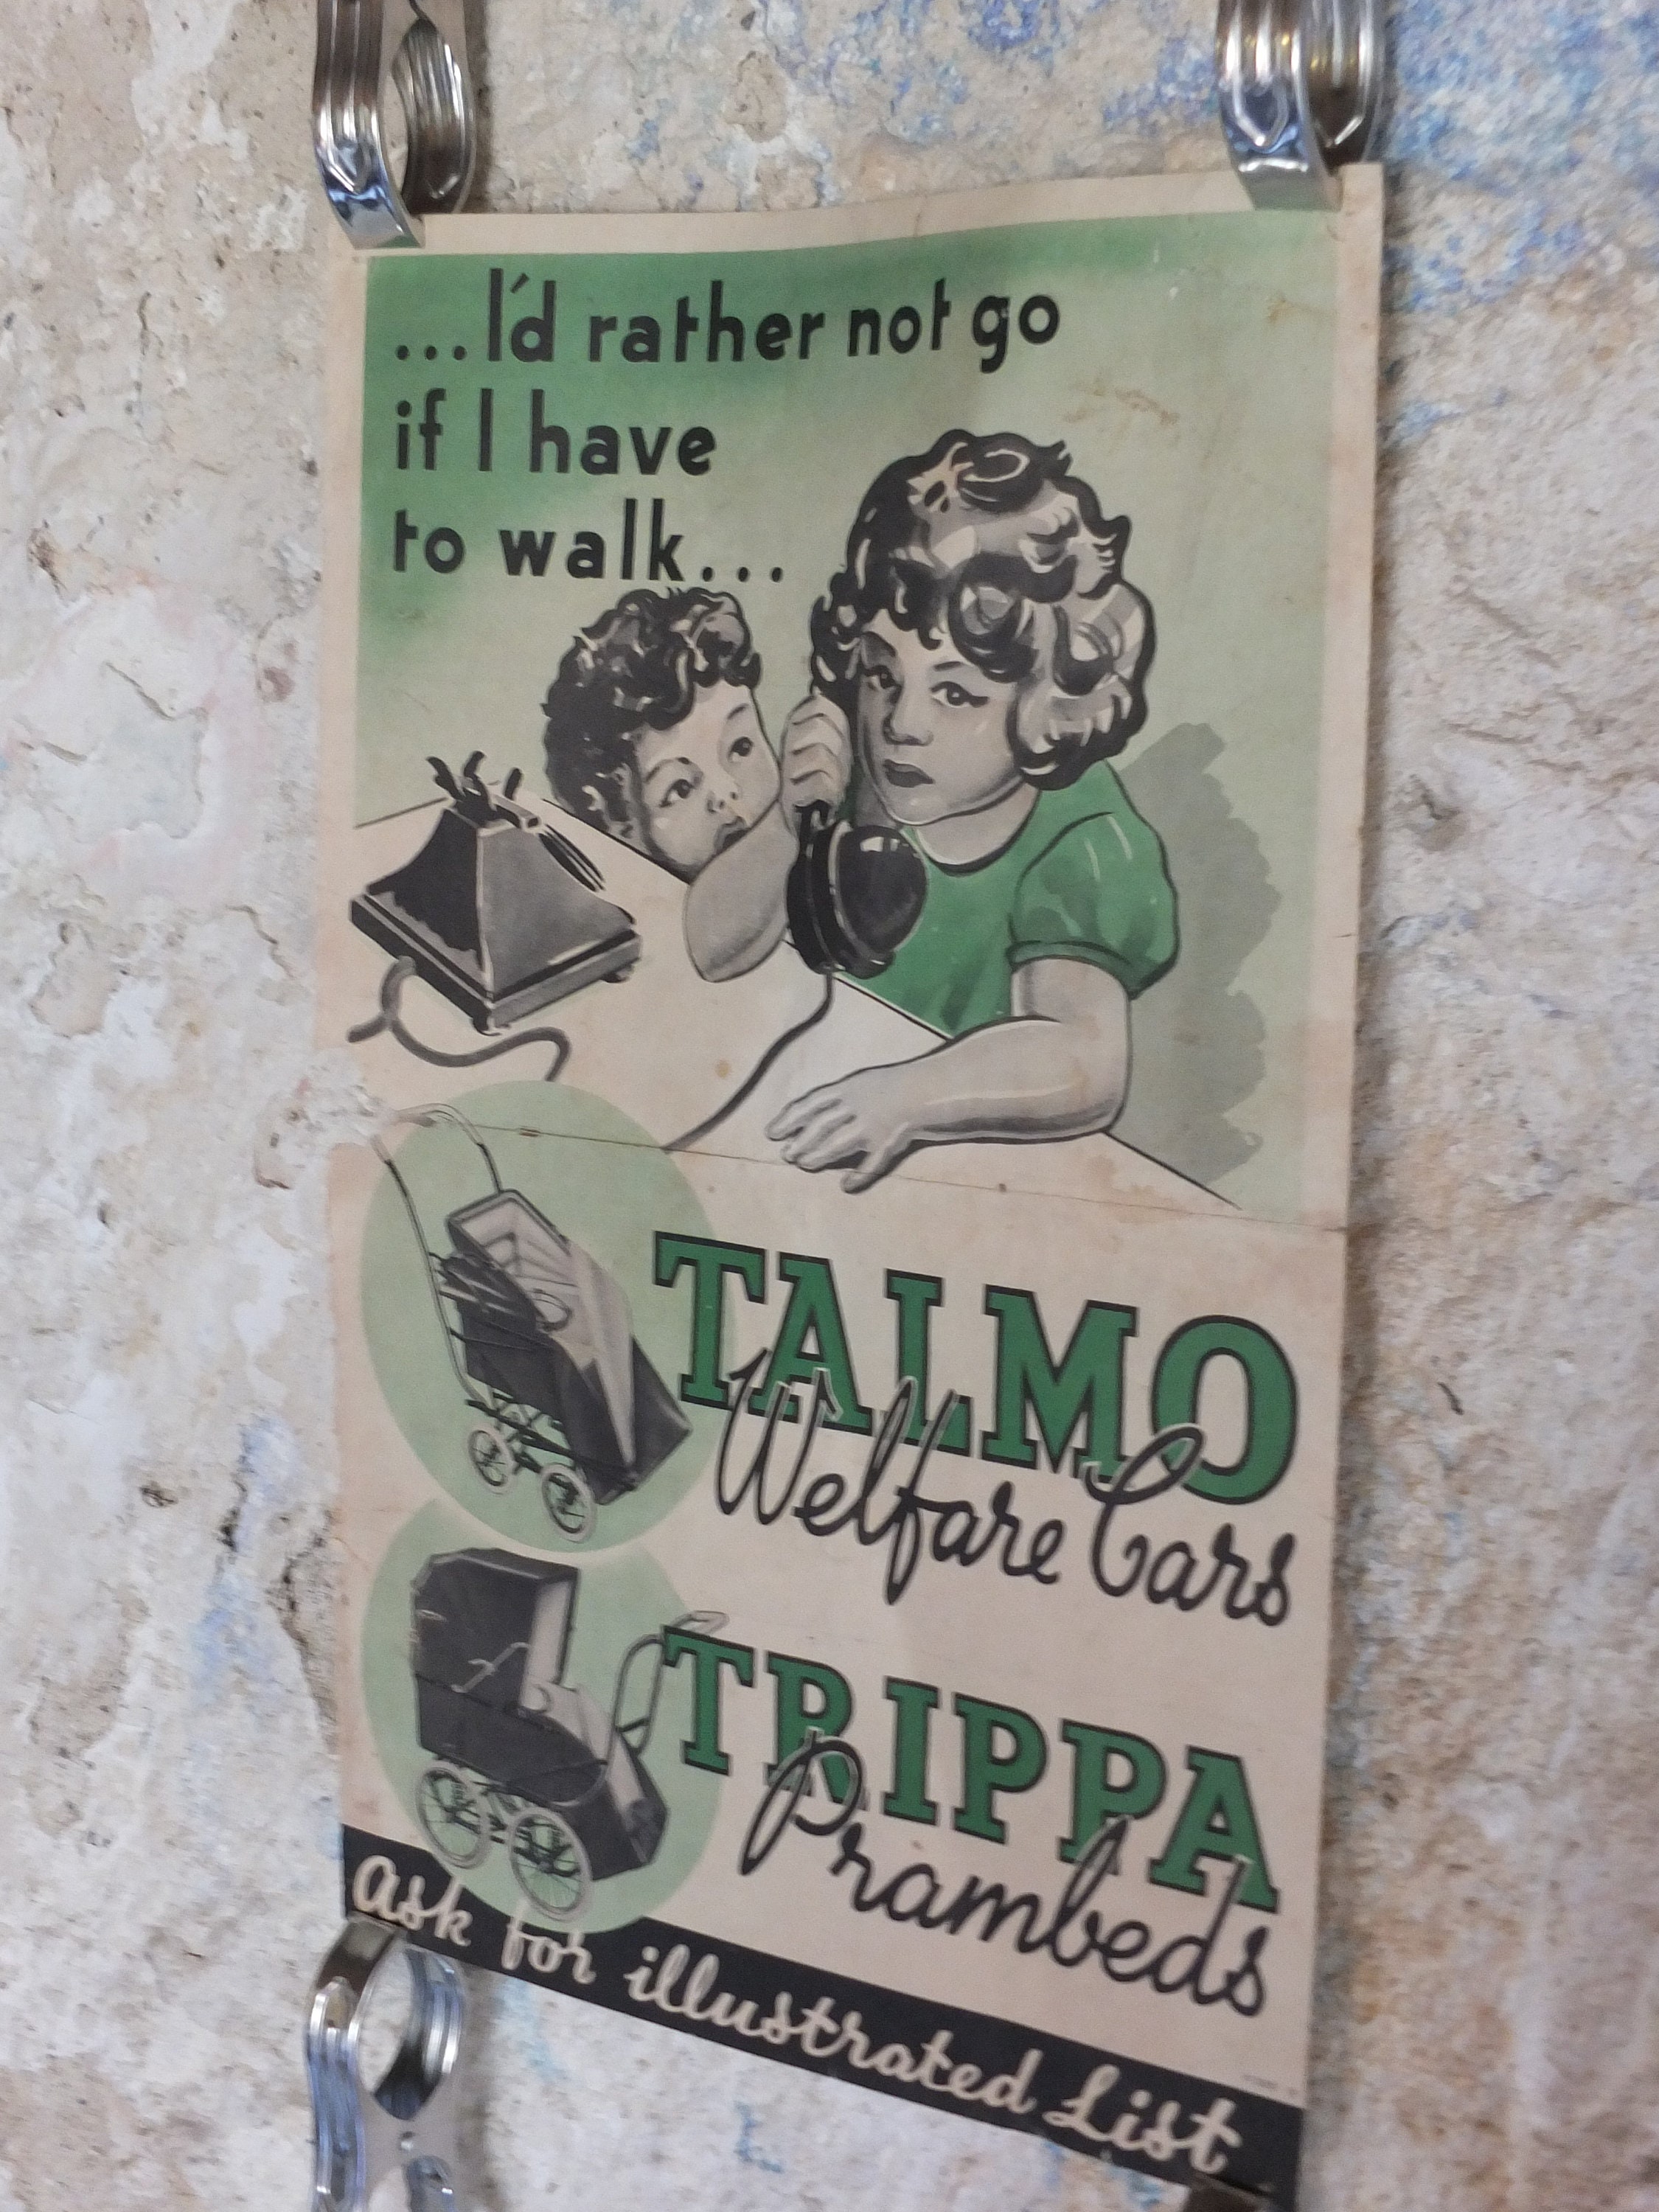 ...I'd rather not go
if I have
to walk...
TALMO
Welfare Cars
TRIPPA
Prambeds
Ask for illustrated List